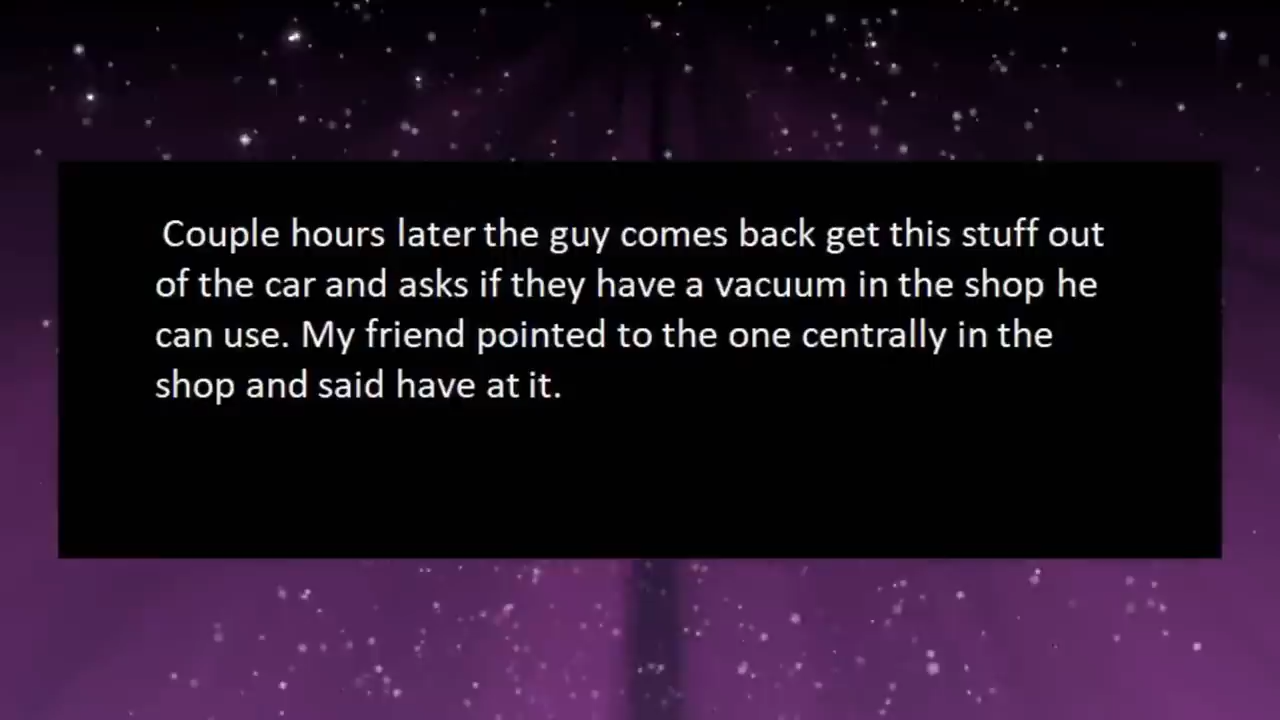 Couple hours later the guy comes back get this stuff out
of the car and asks if they have a vacuum in the shop he
can use. My friend pointed to the one centrally in the
shop and said have at it.